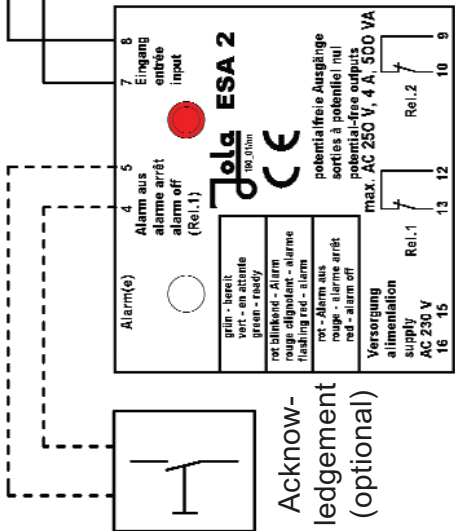 8
7
Eingang
entrée
input
5
4
Alarm aus
alarme arrêt
alarm off
(Rel.1)
Alarm(e)
Jola ESA 2
CE
grün - bereit
vert - en attente
green - ready
rot blinkend - Alarm
rouge clignotant - alarme
flashing red - alarm
rot - Alarm aus
rouge - alarme arrêt
red - alarm off
potentialfreie Ausgänge
sorties à potentiel nul
potential-free outputs
max. AC 250 V, 4 A, 500 VA
Versorgung
alimentation
supply
AC 230 V
16 15
Rel.1
13 12
Rel.2
10 9
Acknow-
ledgement
(optional)